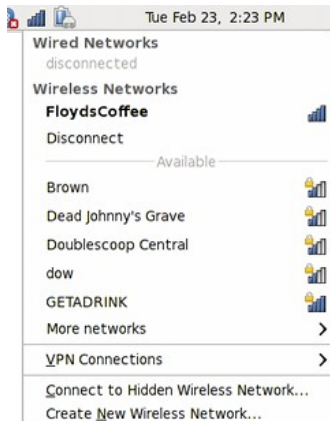 Tue Feb 23, 2:23 PM
Wired Networks
disconnected
Wireless Networks
FloydsCoffee
Disconnect
Available
Brown
Dead Johnny's Grave
Doublescoop Central
dow
GETADRINK
More networks
VPN Connections
Connect to Hidden Wireless Network...
Create New Wireless Network...